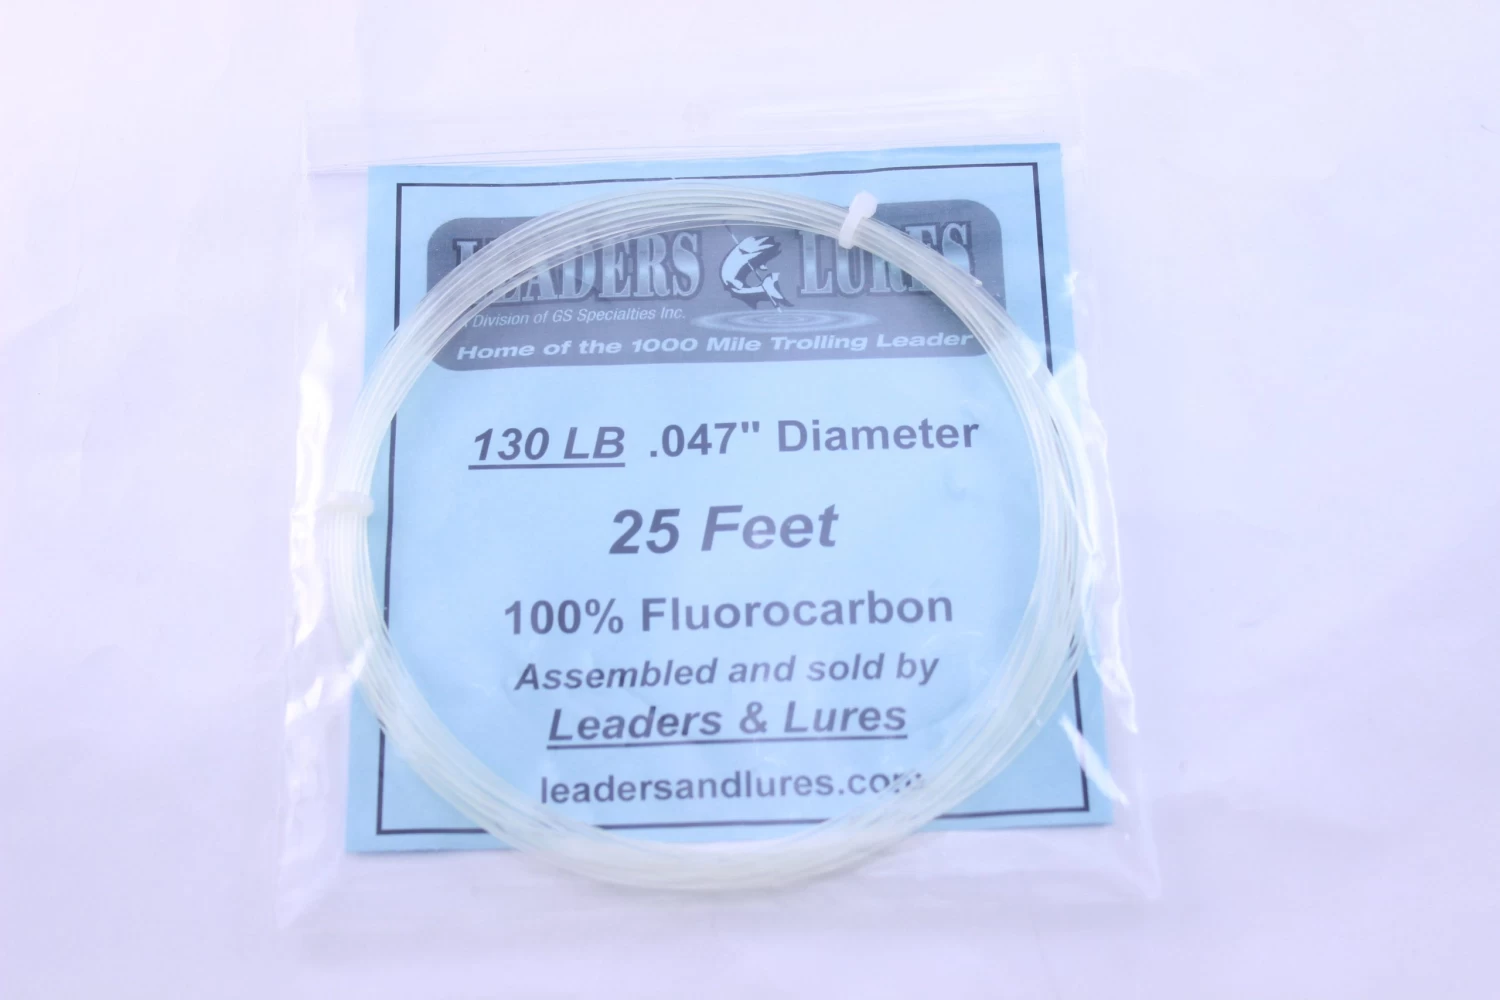 LEADERS & LURES
A Division of GS Specialties Inc.
Home of the 1000 Mile Trolling Leader
130 LB .047" Diameter
25 Feet
100% Fluorocarbon
Assembled and sold by
Leaders & Lures
leadersandlures.com